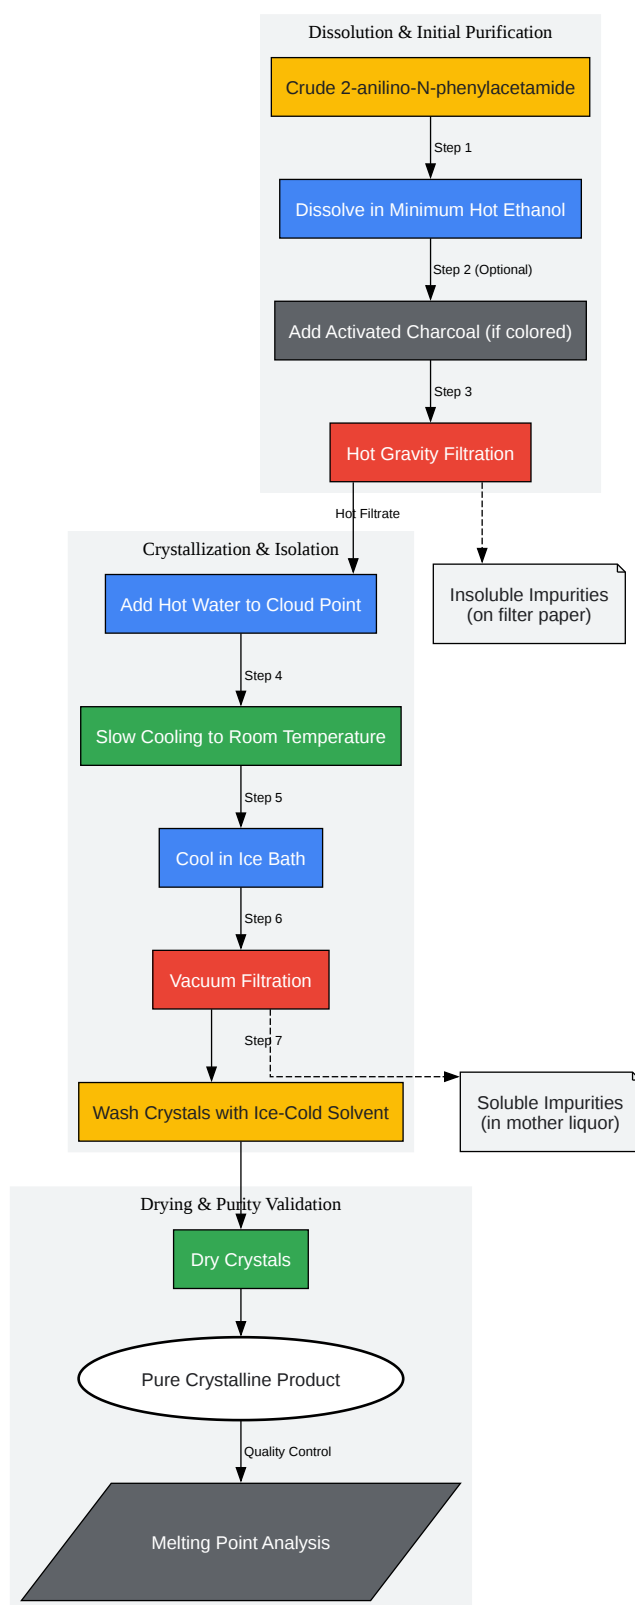 Dissolution & Initial Purification
Crude 2-anilino-N-phenylacetamide
Step 1
Dissolve in Minimum Hot Ethanol
Step 2 (Optional)
Add Activated Charcoal (if colored)
Step 3
Hot Gravity Filtration
Hot Filtrate
Crystallization & Isolation
Add Hot Water to Cloud Point
Insoluble Impurities
(on filter paper)
Step 4
Slow Cooling to Room Temperature
Step 5
Cool in Ice Bath
Step 6
Vacuum Filtration
Step 7
Wash Crystals with Ice-Cold Solvent
Soluble Impurities
(in mother liquor)
Drying & Purity Validation
Dry Crystals
Pure Crystalline Product
Quality Control
Melting Point Analysis